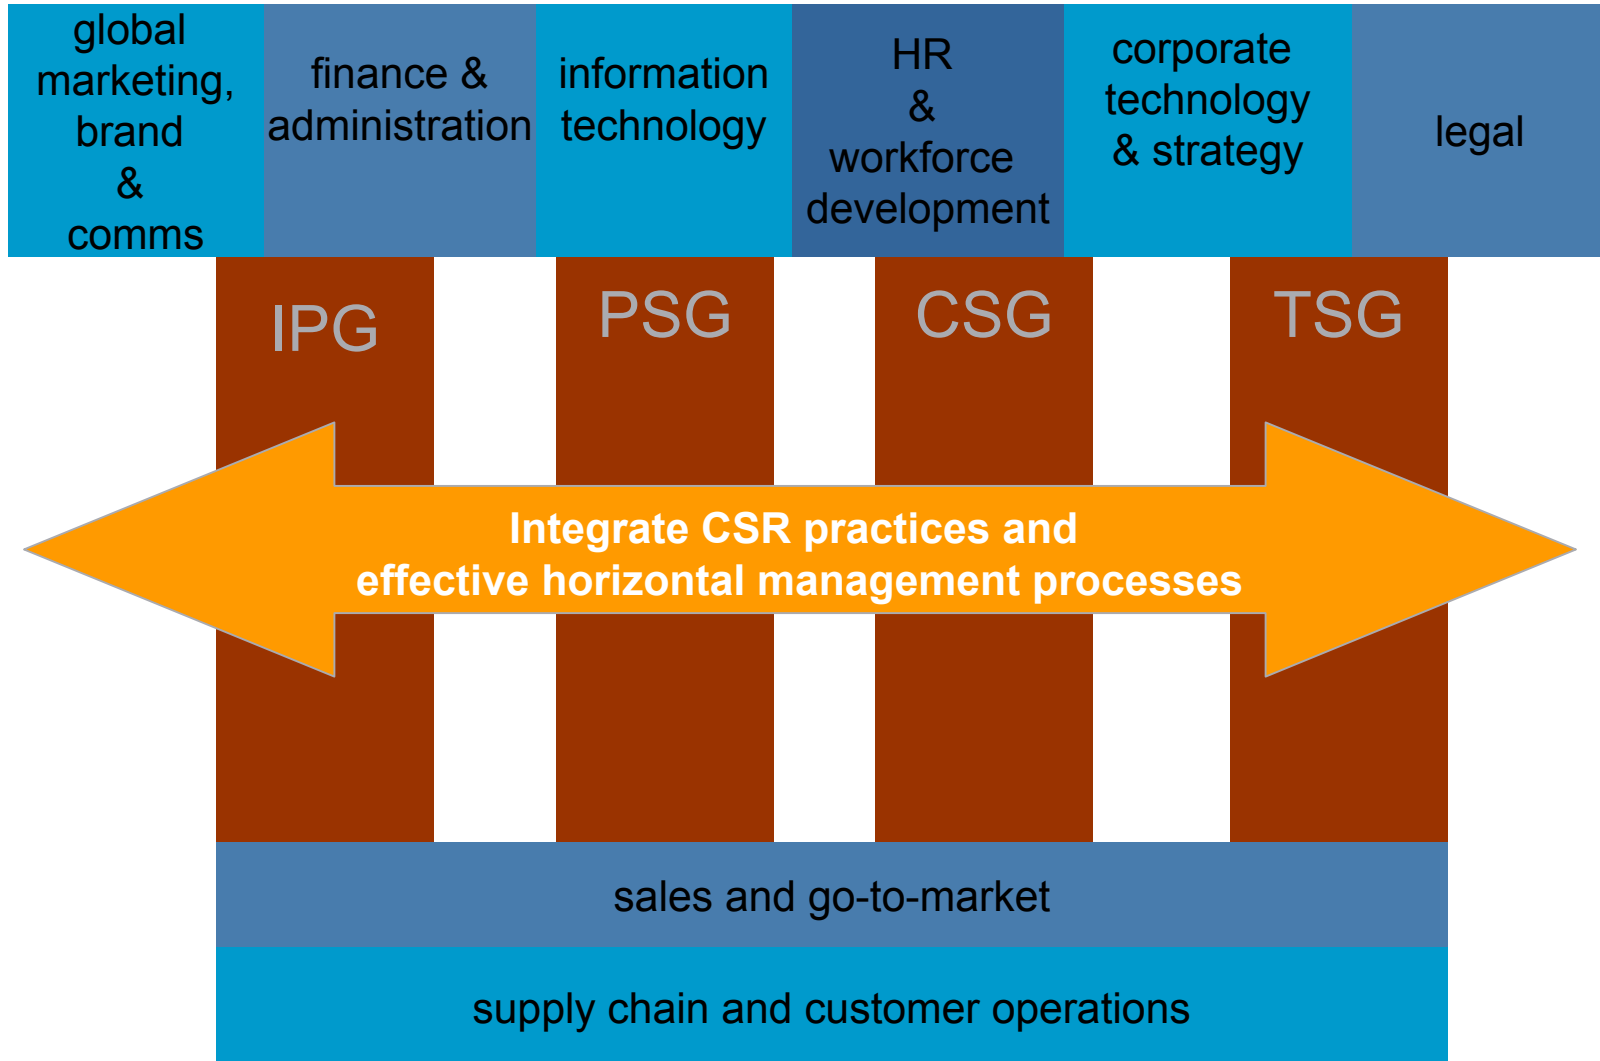 global
marketing,
brand
&
comms
finance &
administration
information
technology
HR
&
workforce
development
corporate
technology
& strategy
legal
IPG
PSG
CSG
TSG
Integrate CSR practices and
effective horizontal management processes
sales and go-to-market
supply chain and customer operations